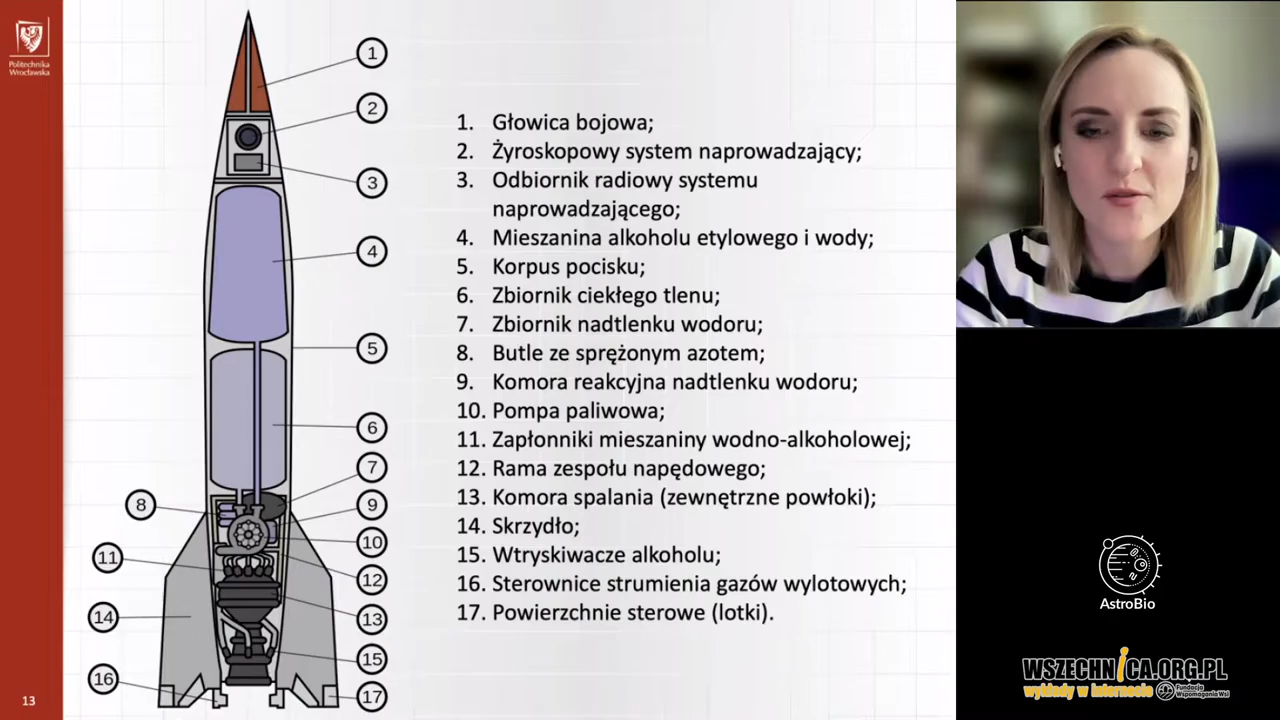 Politechnika
Wrocławska
1
2
3
4
5
6
7
8
9
10
11
12
13
14
15
16
17
1. Głowica bojowa;
2. Żyroskopowy system naprowadzający;
3. Odbiornik radiowy systemu
naprowadzającego;
4. Mieszanina alkoholu etylowego i wody;
5. Korpus pocisku;
6. Zbiornik ciekłego tlenu;
7. Zbiornik nadtlenku wodoru;
8. Butle ze sprężonym azotem;
9. Komora reakcyjna nadtlenku wodoru;
10. Pompa paliwowa;
11. Zapłonniki mieszaniny wodno-alkoholowej;
12. Rama zespołu napędowego;
13. Komora spalania (zewnętrzne powłoki);
14. Skrzydło;
15. Wtryskiwacze alkoholu;
16. Sterownice strumienia gazów wylotowych;
17. Powierzchnie sterowe (lotki).
13
AstroBio
WSZECHNICA.ORG.PL
wykłady w internecie
Fundacja
Wspomagania Wsi